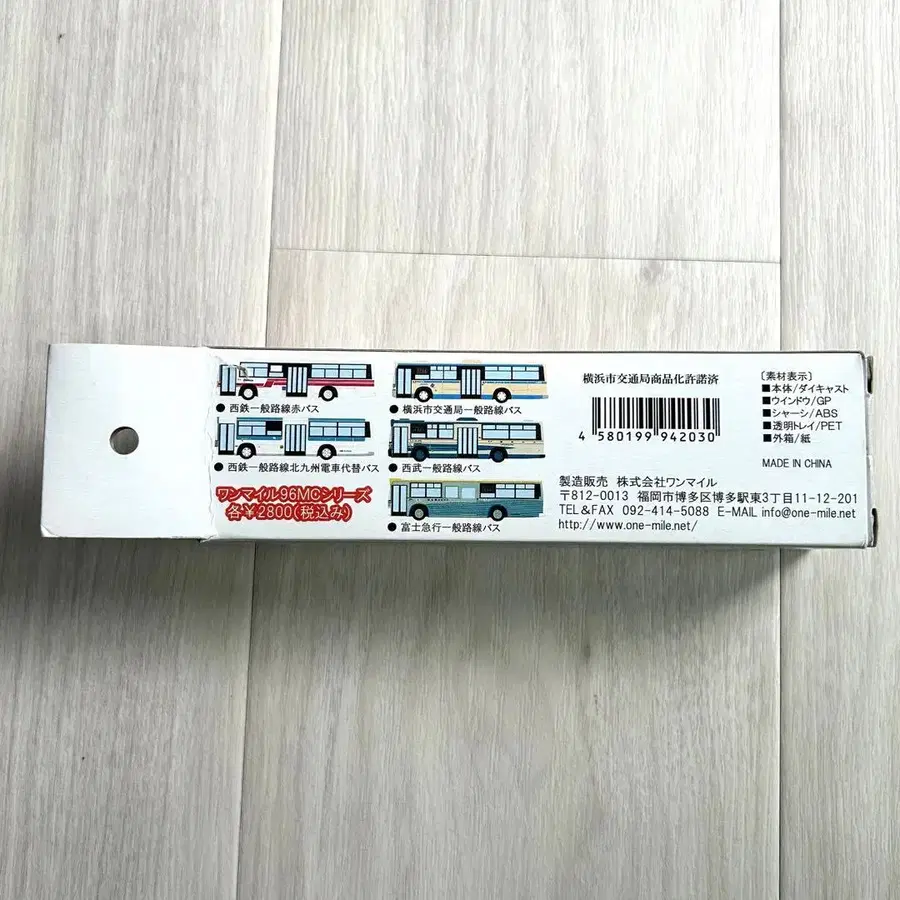 ● 西鉄一般路線赤バス
● 横浜市交通局一般路線バス
● 西鉄一般路線北九州電車代替バス
● 西武一般路線バス
ワンマイル96MCシリーズ
各¥2800(税込み)
● 富士急行一般路線バス
横浜市交通局商品化許諾済
4 580199 942030
〔素材表示〕
■本体/ダイキャスト
■ウインドウ/GP
■シャーシ/ABS
■透明トレイ/PET
■外箱/紙
MADE IN CHINA
製造販売 株式会社ワンマイル
〒812-0013 福岡市博多区博多駅東3丁目11-12-201
TEL&FAX 092-414-5088 E-MAIL info@one-mile.net
http://www.one-mile.net/